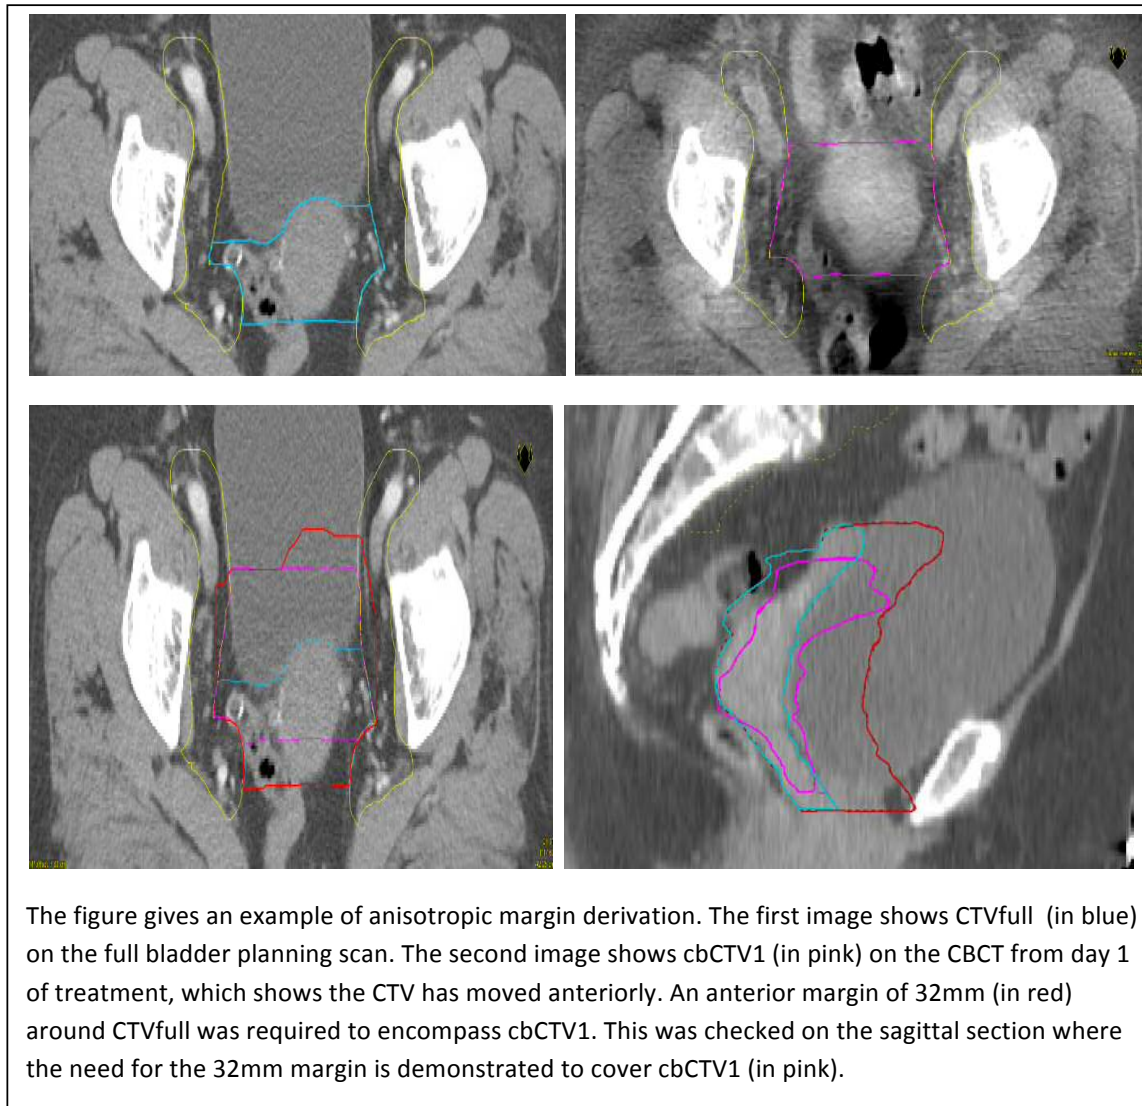 The figure gives an example of anisotropic margin derivation. The first image shows CTVfull (in blue)
on the full bladder planning scan. The second image shows cbCTV1 (in pink) on the CBCT from day 1
of treatment, which shows the CTV has moved anteriorly. An anterior margin of 32mm (in red)
around CTVfull was required to encompass cbCTV1. This was checked on the sagittal section where
the need for the 32mm margin is demonstrated to cover cbCTV1 (in pink).